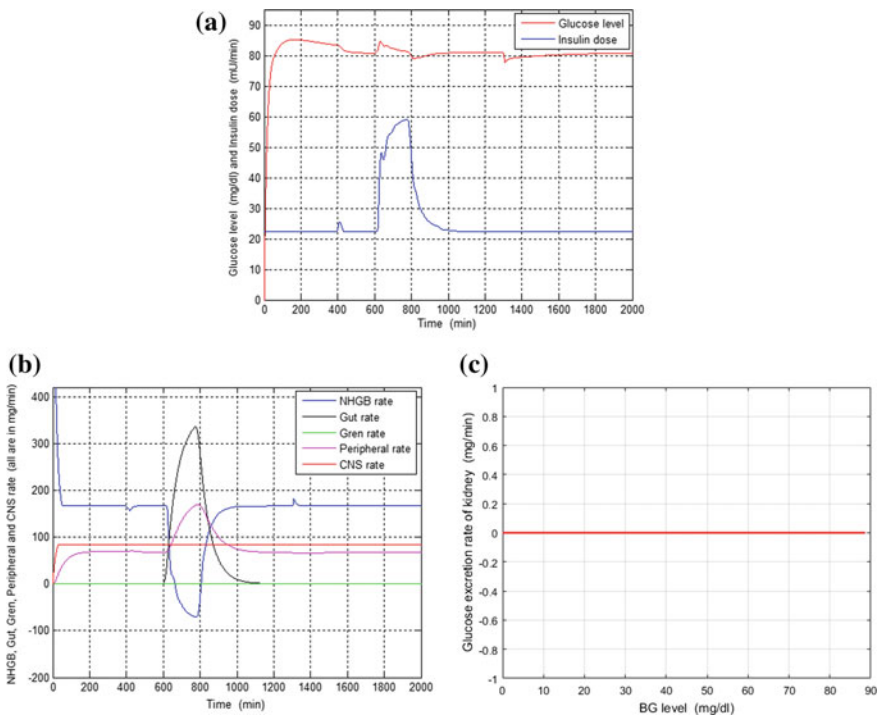 (a)
Glucose level (mg/dl) and Insulin dose (mU/min)
95
90
80
70
60
50
40
30
20
10
0
Glucose level
Insulin dose
0 200 400 600 800 1000 1200 1400 1600 1800 2000
Time (min)
(b)
NHGB, Gut, Gren, Peripheral and CNS rate (all are in mg/min)
400
300
200
100
0
-100
-200
NHGB rate
Gut rate
Gren rate
Peripheral rate
CNS rate
0 200 400 600 800 1000 1200 1400 1600 1800 2000
Time (min)
(c)
Glucose excretion rate of kidney (mg/min)
1
0.8
0.6
0.4
0.2
0
-0.2
-0.4
-0.6
-0.8
-1
0 10 20 30 40 50 60 70 80 90
BG level (mg/dl)